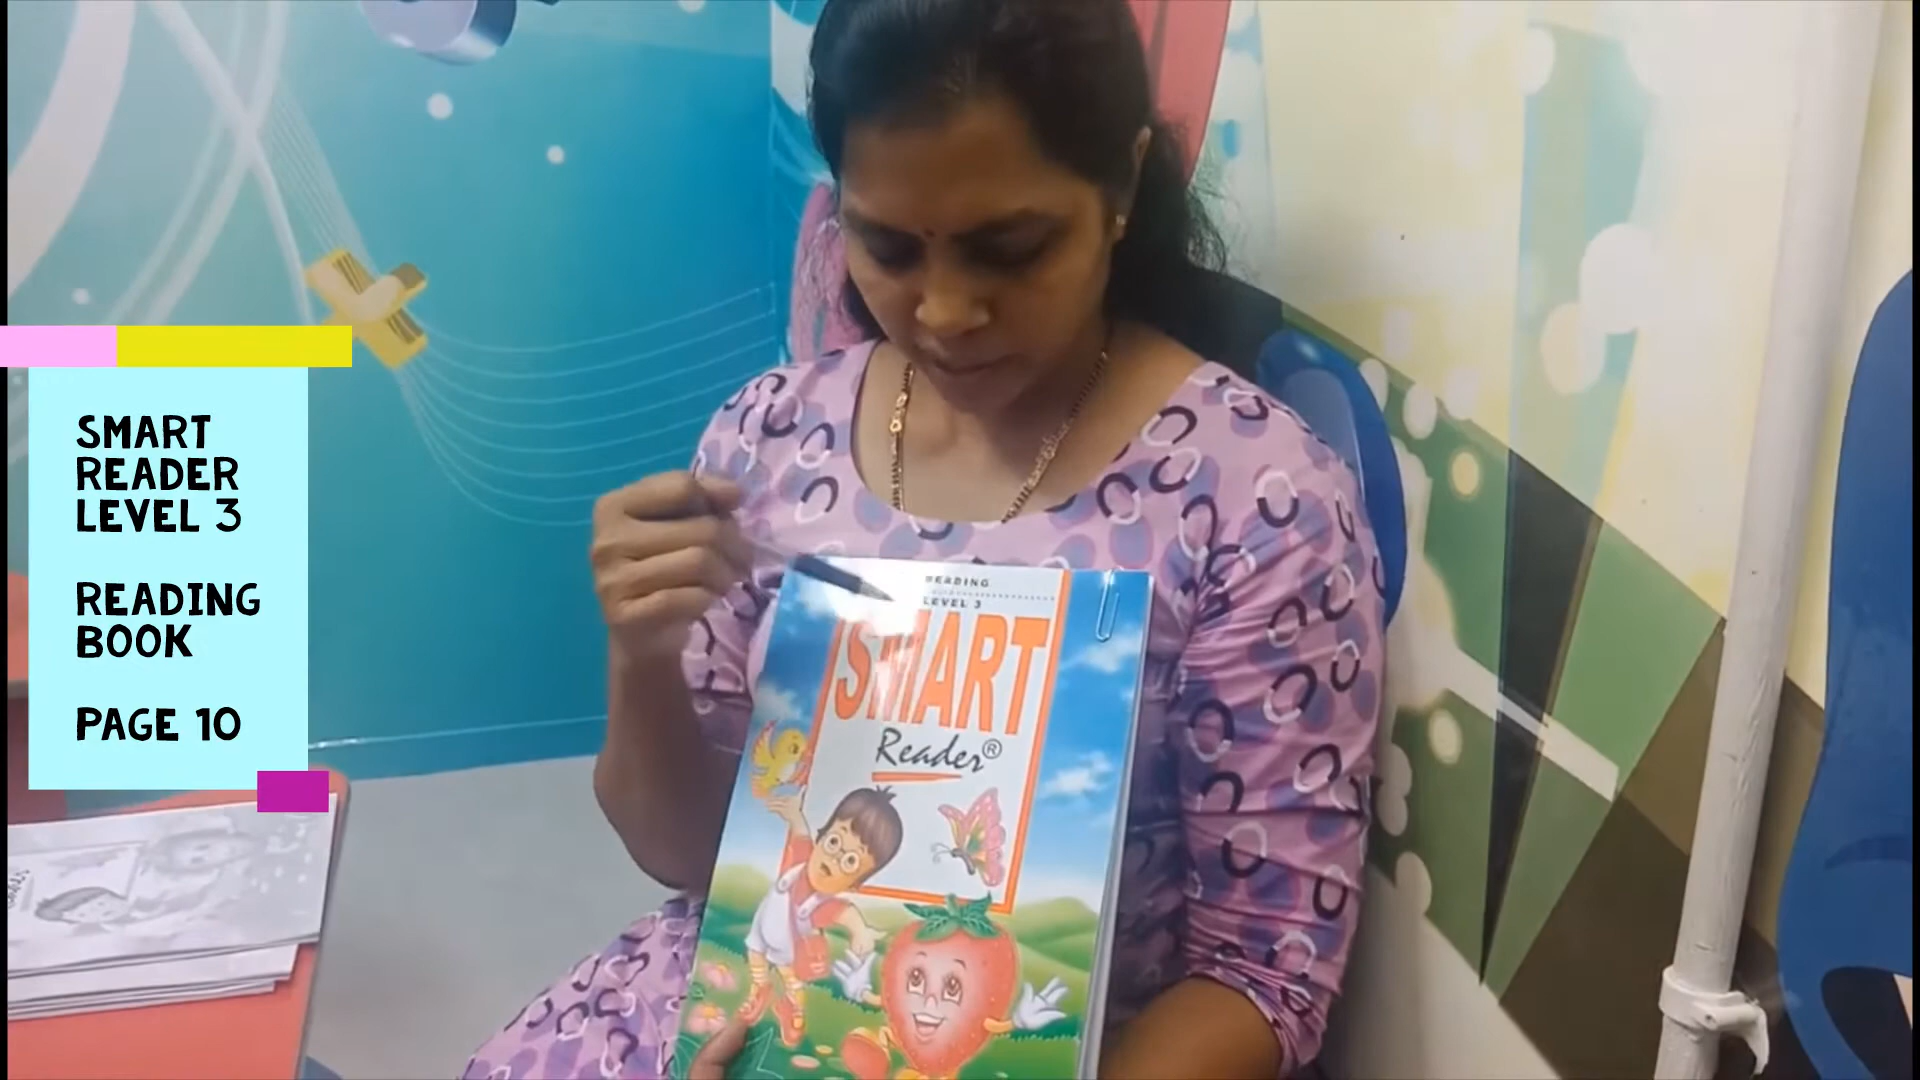 SMART
READER
LEVEL 3
READING
BOOK
PAGE 10
READING
LEVEL 3
SMART
Reader®